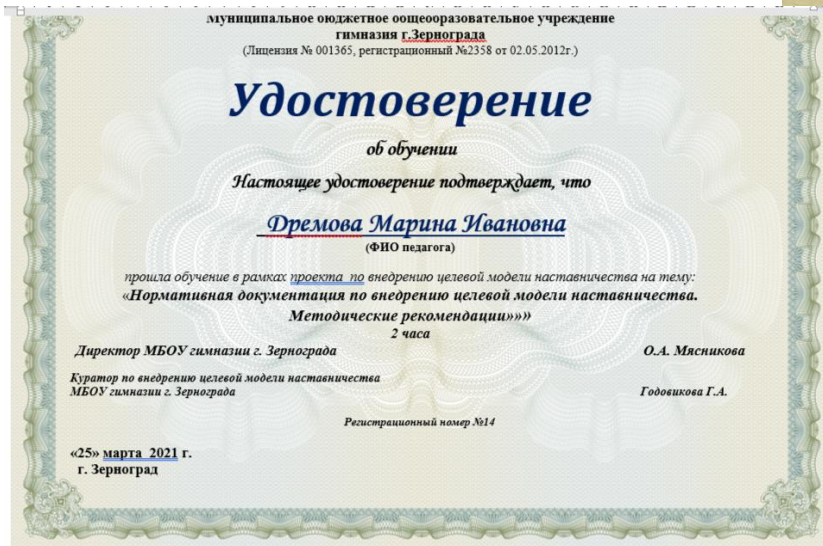 Муниципальное бюджетное общеобразовательное учреждение
гимназия г.Зернограда
(Лицензия № 001365, регистрационный №2358 от 02.05.2012г.)
Удостоверение
об обучении
Настоящее удостоверение подтверждает, что
Дремова Марина Ивановна
(ФИО педагога)
прошла обучение в рамках проекта по внедрению целевой модели наставничества на тему:
«Нормативная документация по внедрению целевой модели наставничества.
Методические рекомендации»»»
2 часа
Директор МБОУ гимназии г. Зернограда О.А. Мясникова
Куратор по внедрению целевой модели наставничества
МБОУ гимназии г. Зернограда Годовикова Г.А.
Регистрационный номер №14
«25» марта 2021 г.
г. Зерноград